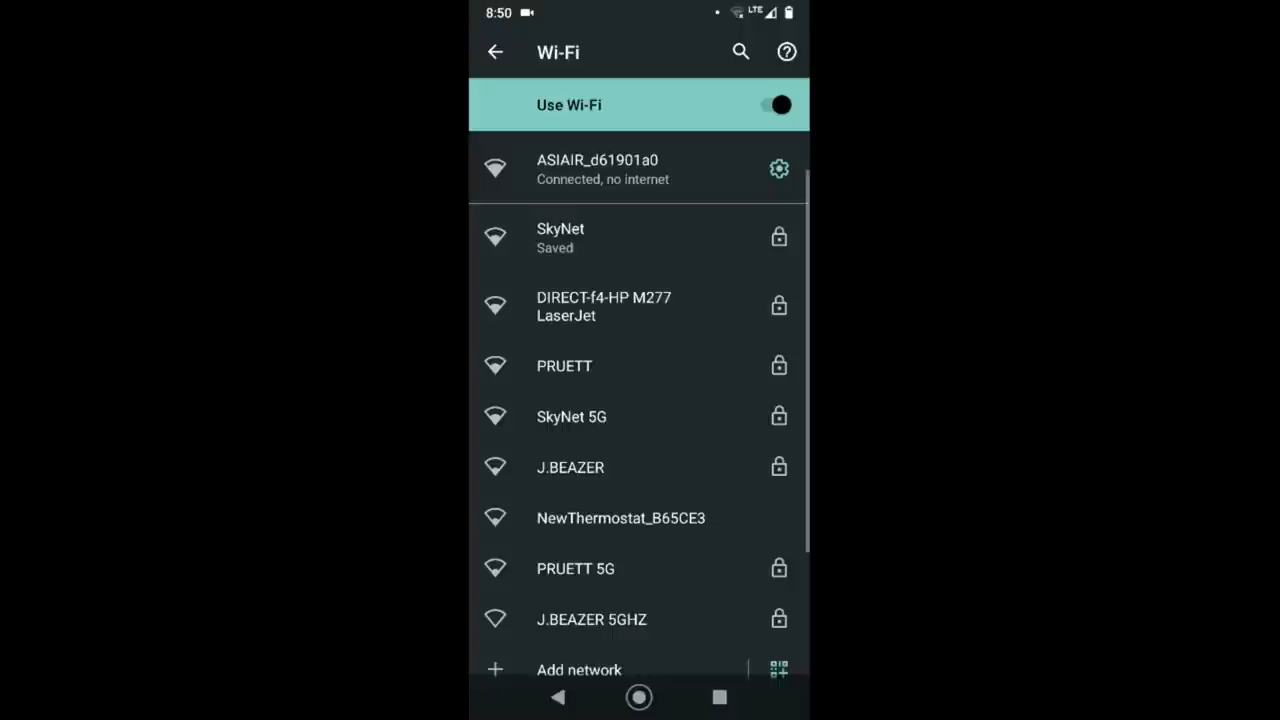 8:50 LTE
Wi-Fi
Use Wi-Fi
ASIAIR_d61901a0
Connected, no internet
SkyNet
Saved
DIRECT-f4-HP M277
LaserJet
PRUETT
SkyNet 5G
J.BEAZER
NewThermostat_B65CE3
PRUETT 5G
J.BEAZER 5GHZ
Add network